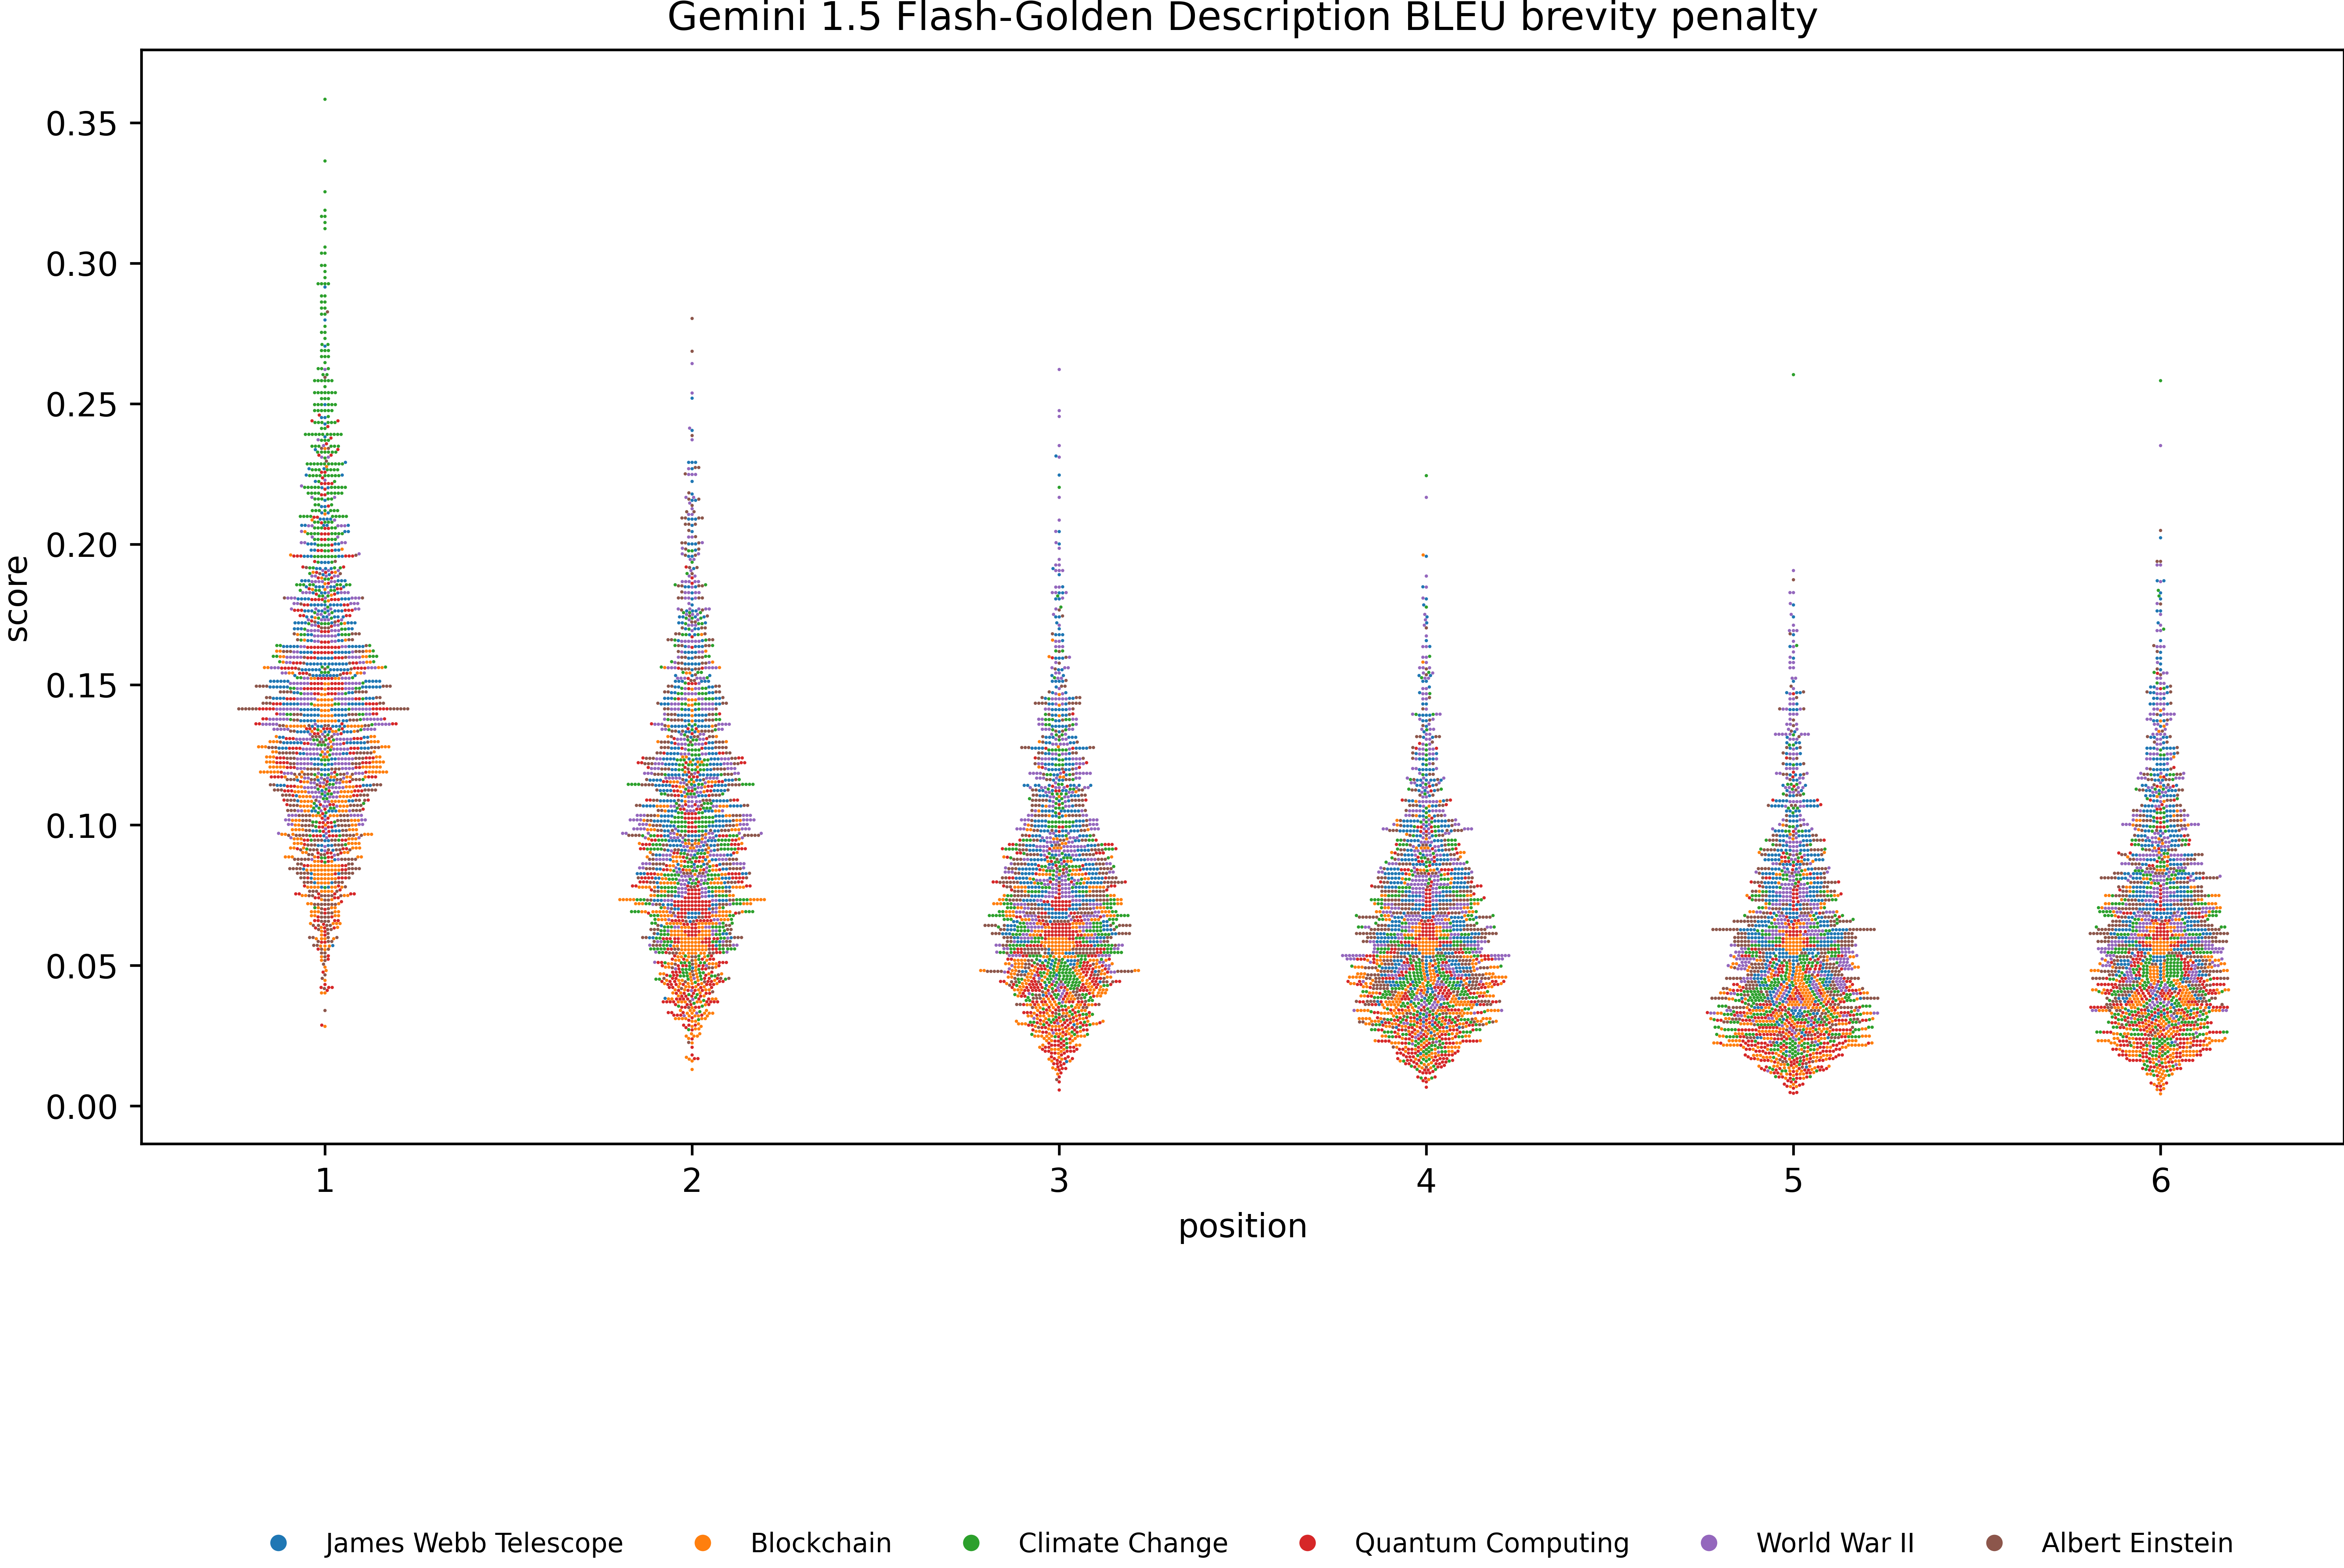 Gemini 1.5 Flash-Golden Description BLEU brevity penalty
0.35
0.30
0.25
0.20
0.15
0.10
0.05
0.00
score
1 2 3 4 5 6
position
James Webb Telescope Blockchain Climate Change Quantum Computing World War II Albert Einstein